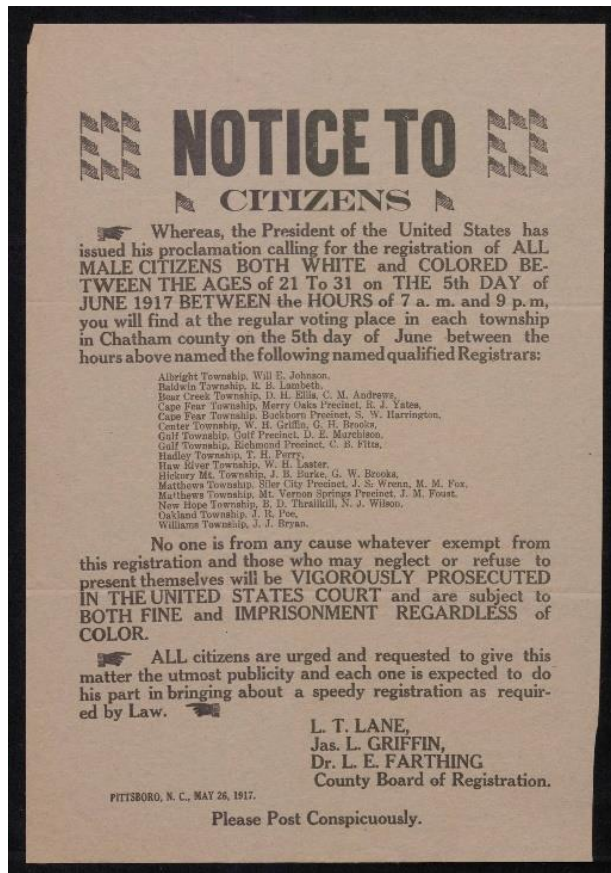 NOTICE TO
CITIZENS
Whereas, the President of the United States has
issued his proclamation calling for the registration of ALL
MALE CITIZENS BOTH WHITE and COLORED BE-
TWEEN THE AGES of 21 To 31 on THE 5th DAY of
JUNE 1917 BETWEEN the HOURS of 7 a. m. and 9 p. m,
you will find at the regular voting place in each township
in Chatham county on the 5th day of June between the
hours above named the following named qualified Registrars:
Albright Township, Will E. Johnson,
Baldwin Township, R. B. Lambeth,
Bear Creek Township, D. H. Ellis, C. M. Andrews,
Cape Fear Township, Merry Oaks Precinct, R. J. Yates,
Cape Fear Township, Buckhorn Precinct, S. W. Harrington,
Center Township, W. H. Griffin, G. H. Brooks,
Gulf Township, Gulf Precinct, D. E. Murchison,
Gulf Township, Richmond Precinct, C. B. Fitts,
Hadley Township, T. H. Perry,
Haw River Township, W. H. Laster.
Hickory Mt. Township, J. B. Burke, G. W. Brooks,
Matthews Township, Siler City Precinct, J. S. Wrenn, M. M. Fox,
Matthews Township, Mt. Vernon Springs Precinct, J. M. Foust.
New Hope Township, B. D. Thrailkill, N. J. Wilson,
Oakland Township, J. R. Poe,
Williams Township, J. J. Bryan.
No one is from any cause whatever exempt from
this registration and those who may neglect or refuse to
present themselves will be VIGOROUSLY PROSECUTED
IN THE UNITED STATES COURT and are subject to
BOTH FINE and IMPRISONMENT REGARDLESS of
COLOR.
ALL citizens are urged and requested to give this
matter the utmost publicity and each one is expected to do
his part in bringing about a speedy registration as requir-
ed by Law.
L. T. LANE,
Jas. L. GRIFFIN,
Dr. L. E. FARTHING
County Board of Registration.
PITTSBORO, N. C., MAY 26, 1917.
Please Post Conspicuously.